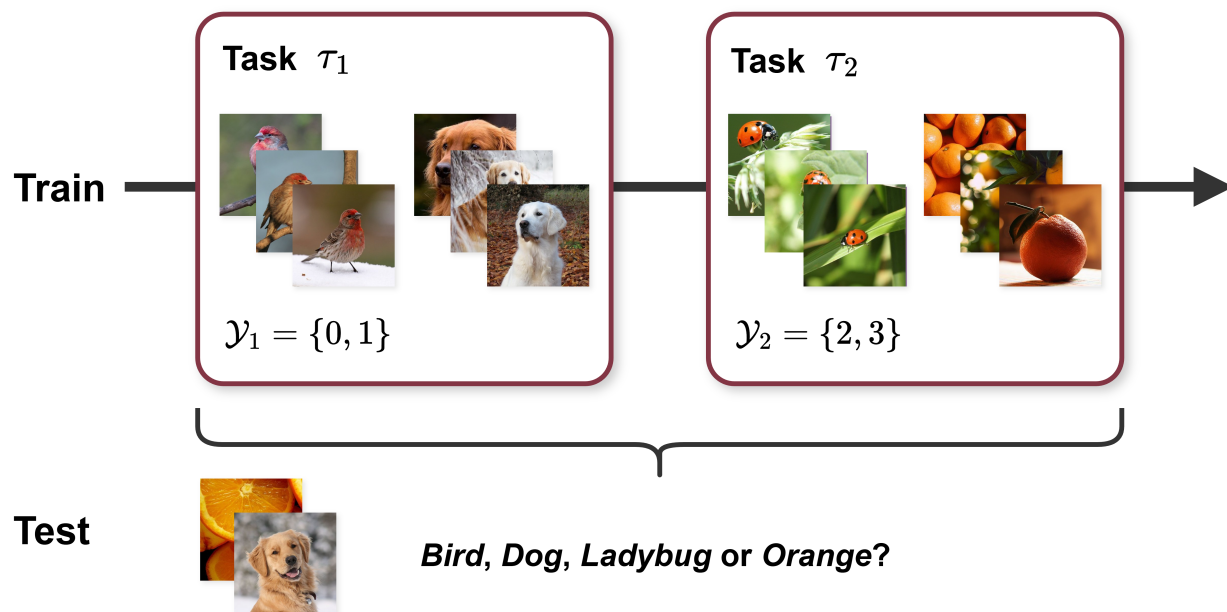 Task τ₁
Task τ₂
Train
𝒴₁ = {0, 1}
𝒴₂ = {2, 3}
Test
Bird, Dog, Ladybug or Orange?